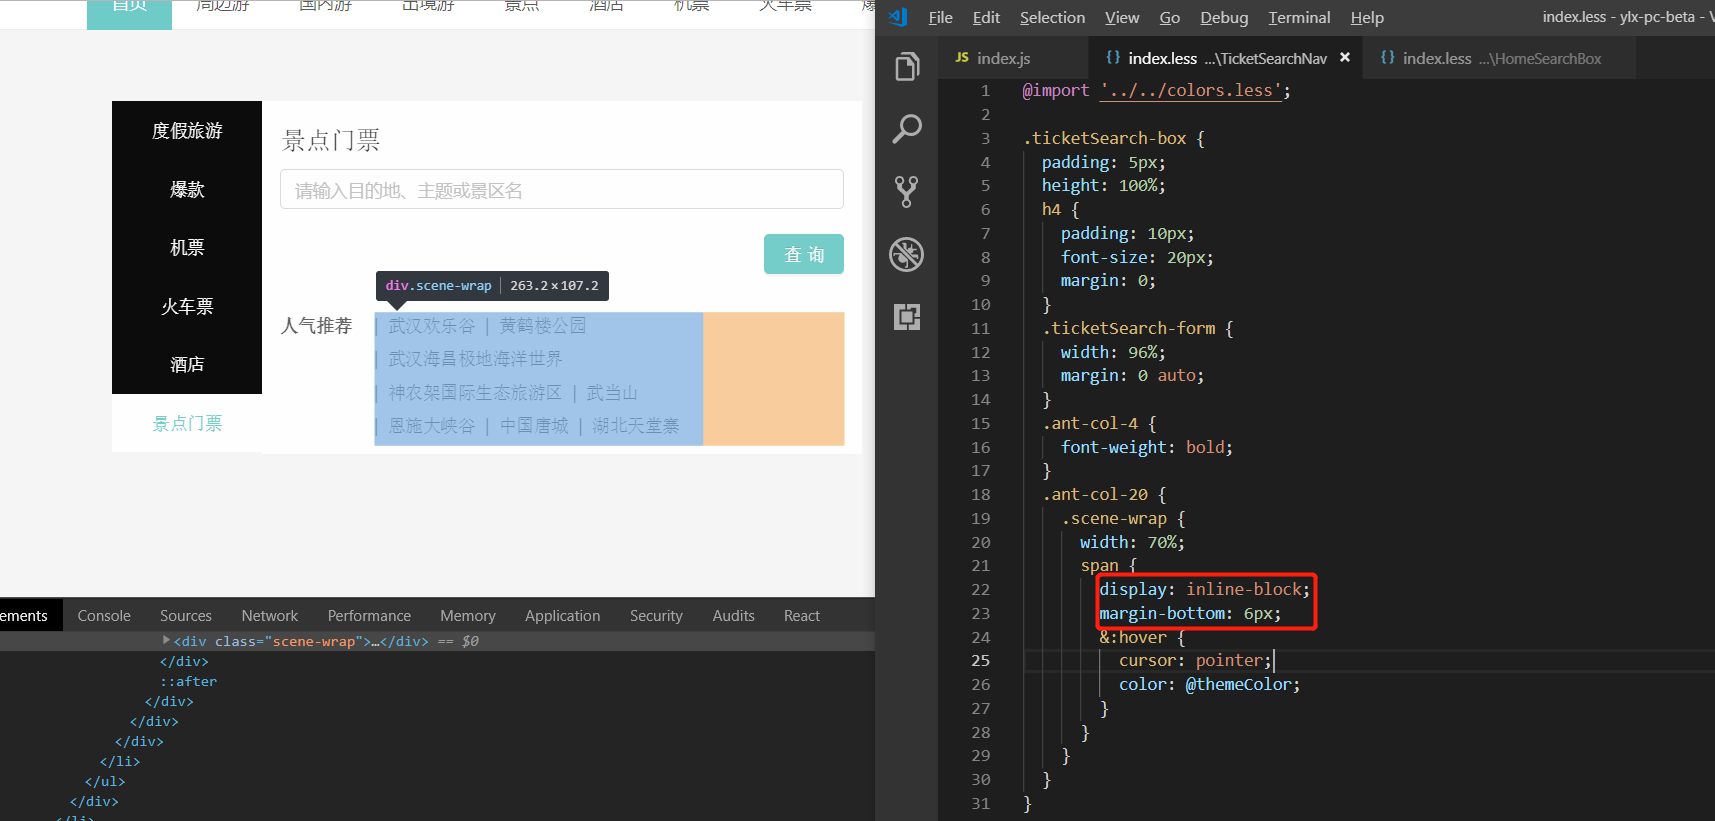 首页 周边游 国内游 出境游 景点 酒店 机票 火车票
度假旅游
爆款
机票
火车票
酒店
景点门票
景点门票
请输入目的地、主题或景区名
查 询
div.scene-wrap | 263.2 × 107.2
人气推荐
| 武汉欢乐谷 | 黄鹤楼公园
| 武汉海昌极地海洋世界
| 神农架国际生态旅游区 | 武当山
| 恩施大峡谷 | 中国唐城 | 湖北天堂寨
ements Console Sources Network Performance Memory Application Security Audits React
<div class="scene-wrap">…</div> == $0
</div>
::after
</div>
</div>
</div>
</li>
</ul>
</div>
</li>
File Edit Selection View Go Debug Terminal Help index.less - ylx-pc-beta - V
JS index.js {} index.less ...\TicketSearchNav × {} index.less ...\HomeSearchBox
1 @import '../../colors.less';
2
3 .ticketSearch-box {
4 padding: 5px;
5 height: 100%;
6 h4 {
7 padding: 10px;
8 font-size: 20px;
9 margin: 0;
10 }
11 .ticketSearch-form {
12 width: 96%;
13 margin: 0 auto;
14 }
15 .ant-col-4 {
16 font-weight: bold;
17 }
18 .ant-col-20 {
19 .scene-wrap {
20 width: 70%;
21 span {
22 display: inline-block;
23 margin-bottom: 6px;
24 &:hover {
25 cursor: pointer;
26 color: @themeColor;
27 }
28 }
29 }
30 }
31 }